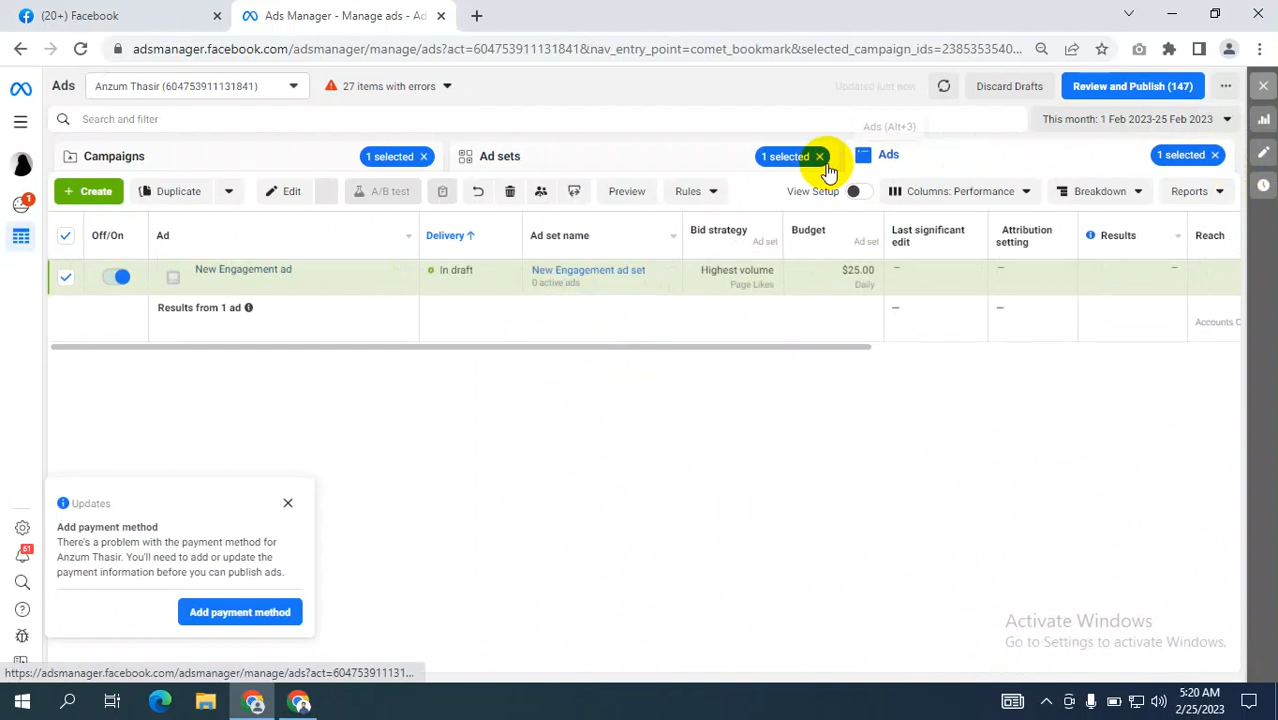 (20+) Facebook
Ads Manager - Manage ads - Ad
adsmanager.facebook.com/adsmanager/manage/ads?act=604753911131841&nav_entry_point=comet_bookmark&selected_campaign_ids=2385353540...
Ads
Anzum Thasir (604753911131841)
27 items with errors
Updated just now
Discard Drafts
Review and Publish (147)
Search and filter
Ads (Alt+3)
This month: 1 Feb 2023-25 Feb 2023
Campaigns
1 selected
Ad sets
1 selected
Ads
1 selected
1
+ Create
Duplicate
Edit
A/B test
Preview
Rules
View Setup
Columns: Performance
Breakdown
Reports
Off/On
Ad
Delivery
Ad set name
Bid strategy
Ad set
Budget
Ad set
Last significant edit
Attribution setting
Results
Reach
New Engagement ad
In draft
New Engagement ad set
0 active ads
Highest volume
Page Likes
$25.00
Daily
—
—
—
Results from 1 ad
—
—
Accounts C
Updates
Add payment method
There's a problem with the payment method for
Anzum Thasir. You'll need to add or update the
payment information before you can publish ads.
Add payment method
Activate Windows
Go to Settings to activate Windows.
https://adsmanager.facebook.com/adsmanager/manage/ads?act=604753911131...
5:20 AM
2/25/2023